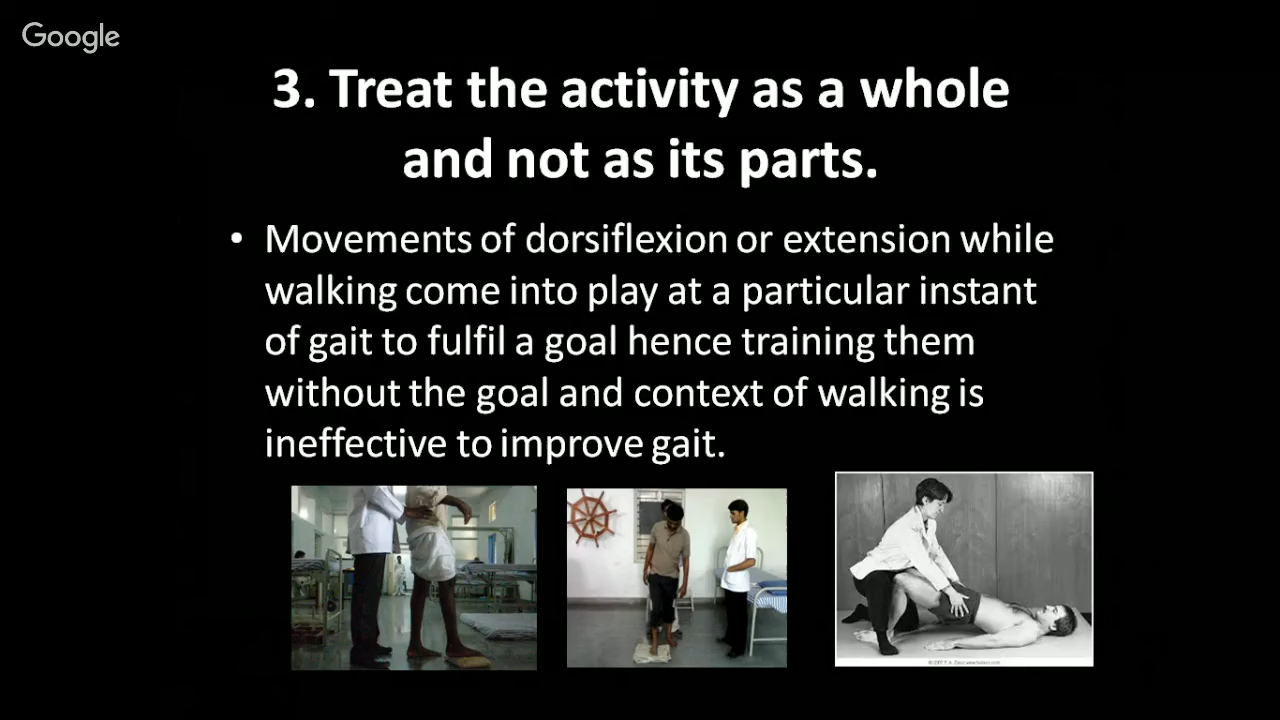 Google
3. Treat the activity as a whole
and not as its parts.
• Movements of dorsiflexion or extension while
walking come into play at a particular instant
of gait to fulfil a goal hence training them
without the goal and context of walking is
ineffective to improve gait.